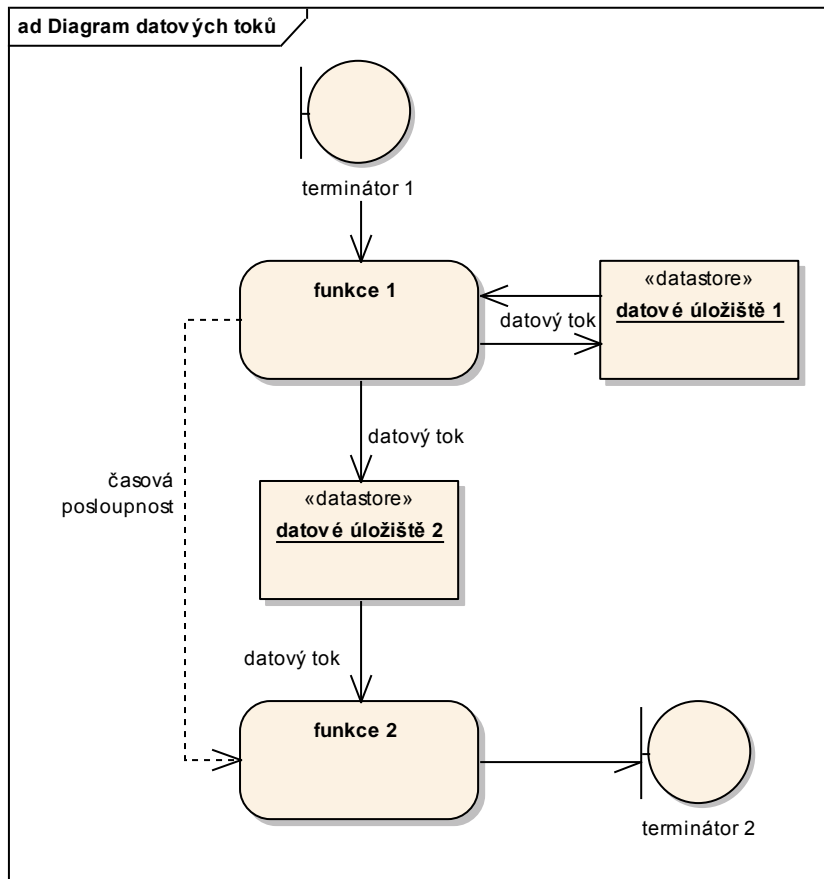 ad Diagram datových toků
terminátor 1
funkce 1
«datastore»
datové úložiště 1
datový tok
datový tok
časová
posloupnost
«datastore»
datové úložiště 2
datový tok
funkce 2
terminátor 2